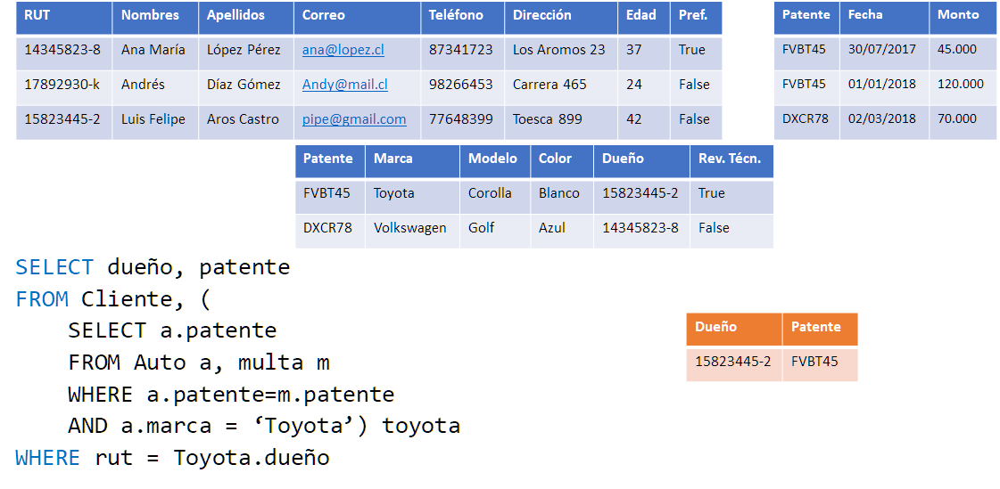 RUT Nombres Apellidos Correo Teléfono Dirección Edad Pref.
14345823-8 Ana María López Pérez ana@lopez.cl 87341723 Los Aromos 23 37 True
17892930-k Andrés Díaz Gómez Andy@mail.cl 98266453 Carrera 465 24 False
15823445-2 Luis Felipe Aros Castro pipe@gmail.com 77648399 Toesca 899 42 False
Patente Fecha Monto
FVBT45 30/07/2017 45.000
FVBT45 01/01/2018 120.000
DXCR78 02/03/2018 70.000
Patente Marca Modelo Color Dueño Rev. Técn.
FVBT45 Toyota Corolla Blanco 15823445-2 True
DXCR78 Volkswagen Golf Azul 14345823-8 False
SELECT dueño, patente
FROM Cliente, (
SELECT a.patente
FROM Auto a, multa m
WHERE a.patente=m.patente
AND a.marca = ‘Toyota’) toyota
WHERE rut = Toyota.dueño
Dueño Patente
15823445-2 FVBT45